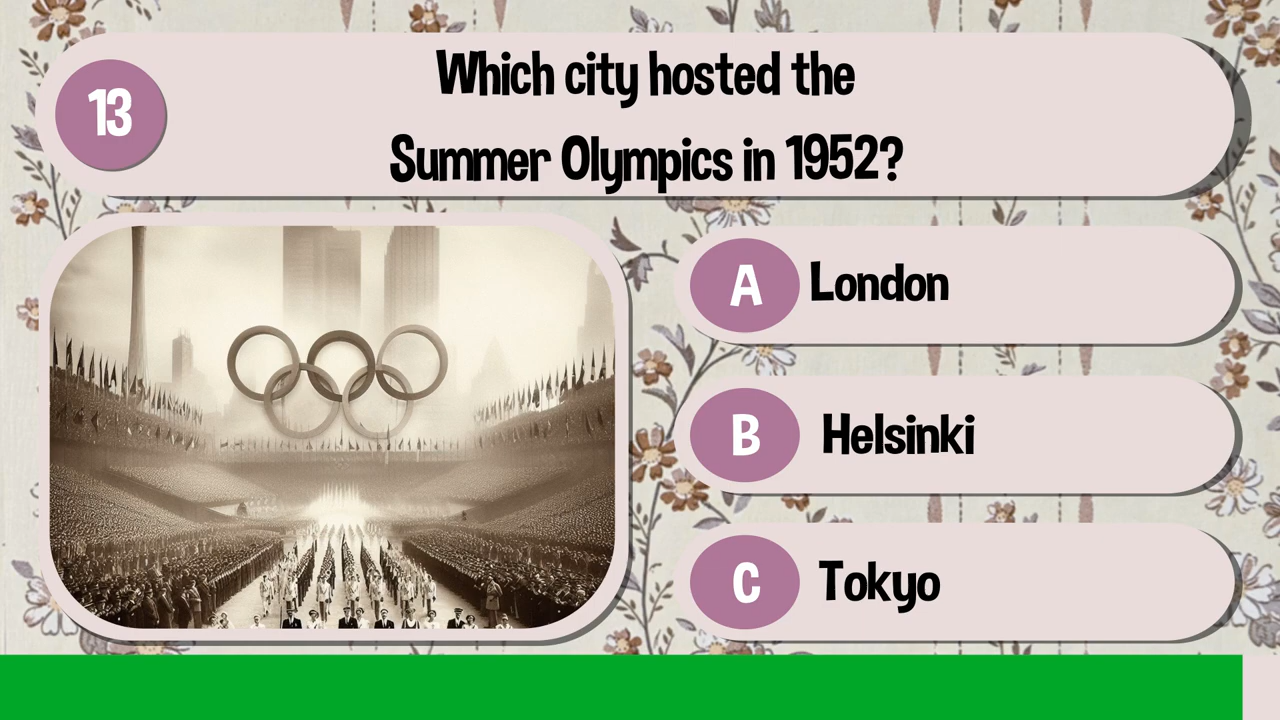 13
Which city hosted the
Summer Olympics in 1952?
A London
B Helsinki
C Tokyo